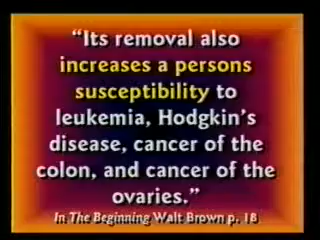 “Its removal also
increases a persons
susceptibility to
leukemia, Hodgkin’s
disease, cancer of the
colon, and cancer of the
ovaries.”
In The Beginning Walt Brown p. 18